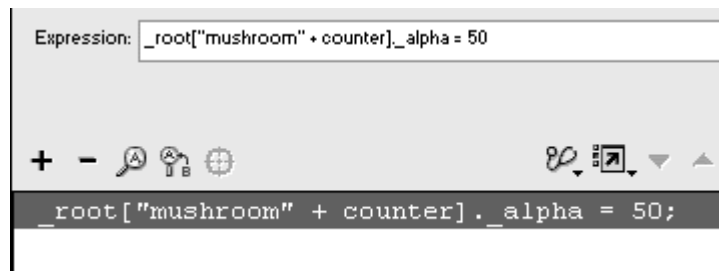 Expression: _root["mushroom" + counter]._alpha = 50
_root["mushroom" + counter]._alpha = 50;